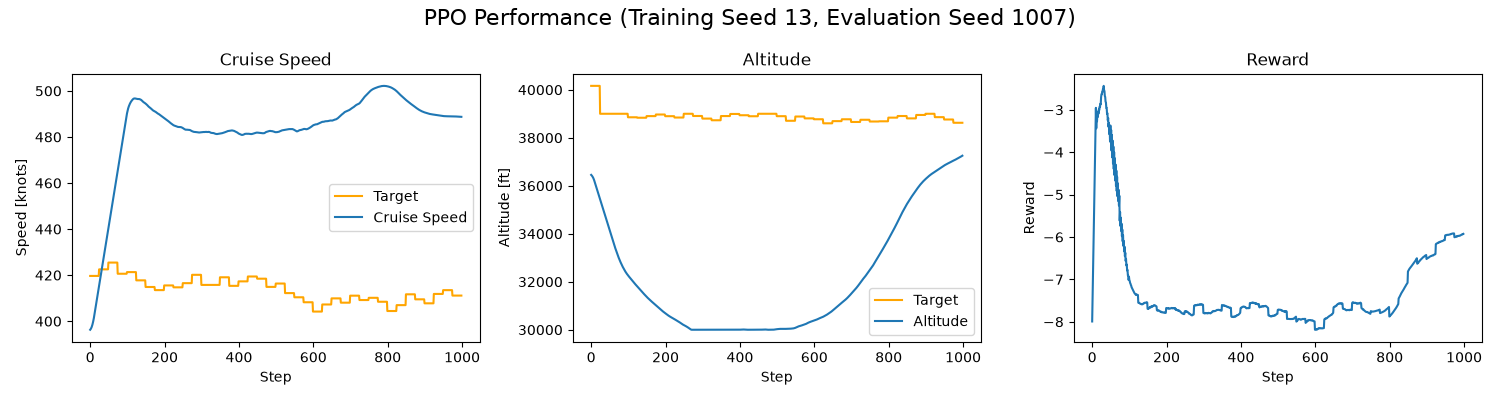 PPO Performance (Training Seed 13, Evaluation Seed 1007)
Cruise Speed
Speed [knots]
500
480
460
440
420
400
Target
Cruise Speed
0 200 400 600 800 1000
Step
Altitude
Altitude [ft]
40000
38000
36000
34000
32000
30000
Target
Altitude
0 200 400 600 800 1000
Step
Reward
Reward
−3
−4
−5
−6
−7
−8
0 200 400 600 800 1000
Step